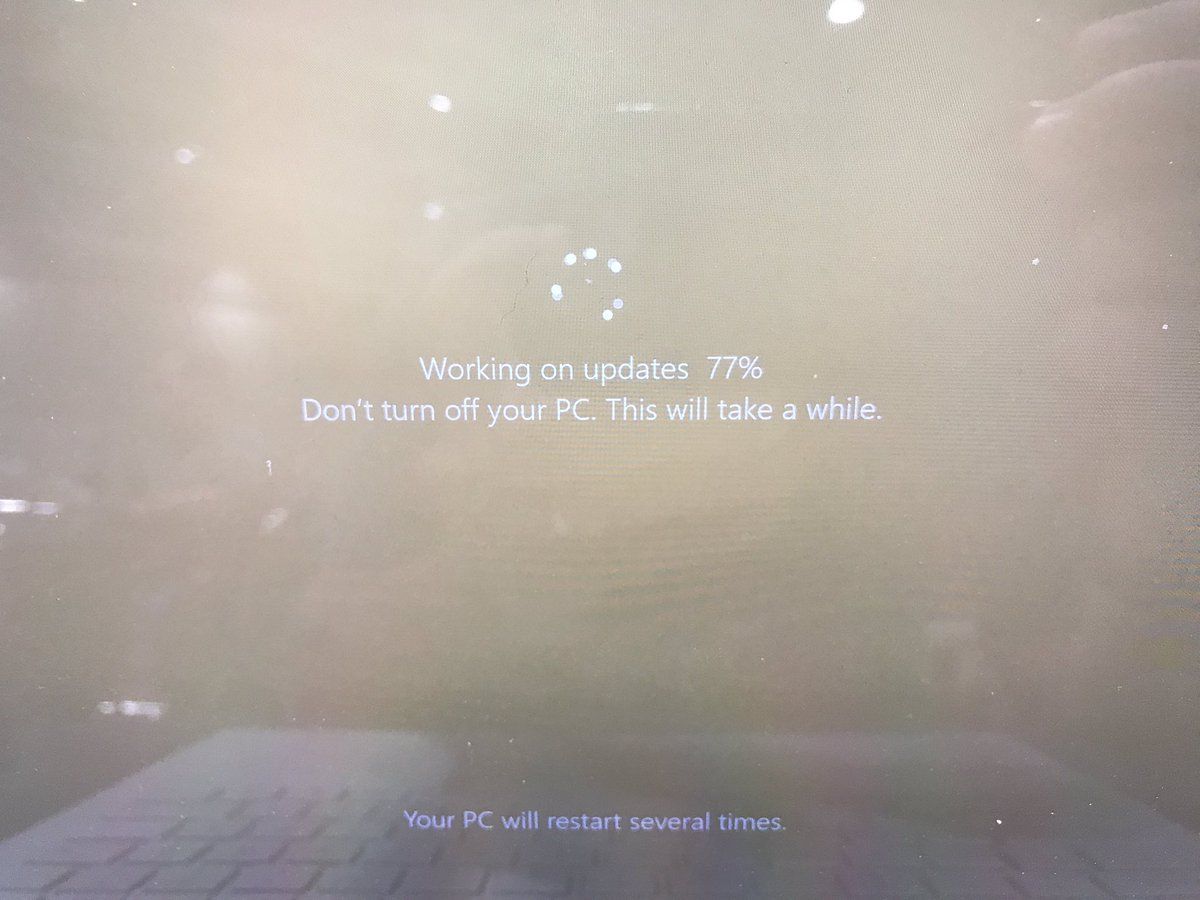 Working on updates 77%
Don't turn off your PC. This will take a while.
Your PC will restart several times.